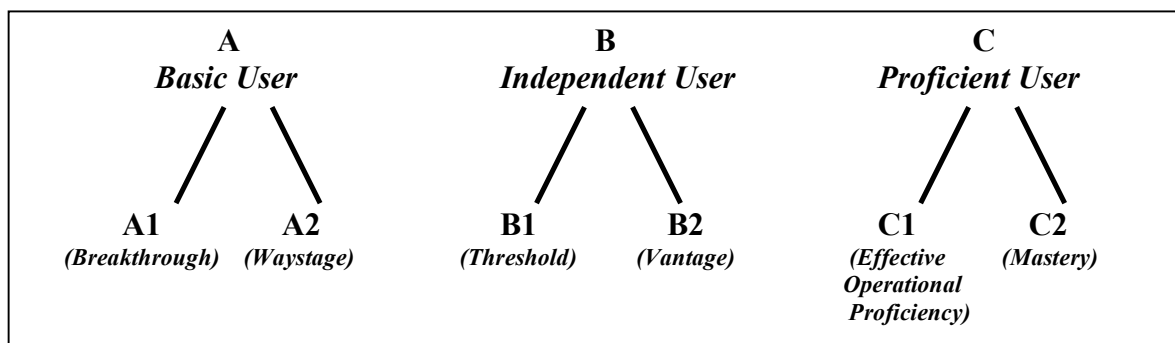 A B C
Basic User Independent User Proficient User
A1 A2 B1 B2 C1 C2
(Breakthrough) (Waystage) (Threshold) (Vantage) (Effective (Mastery)
Operational
Proficiency)